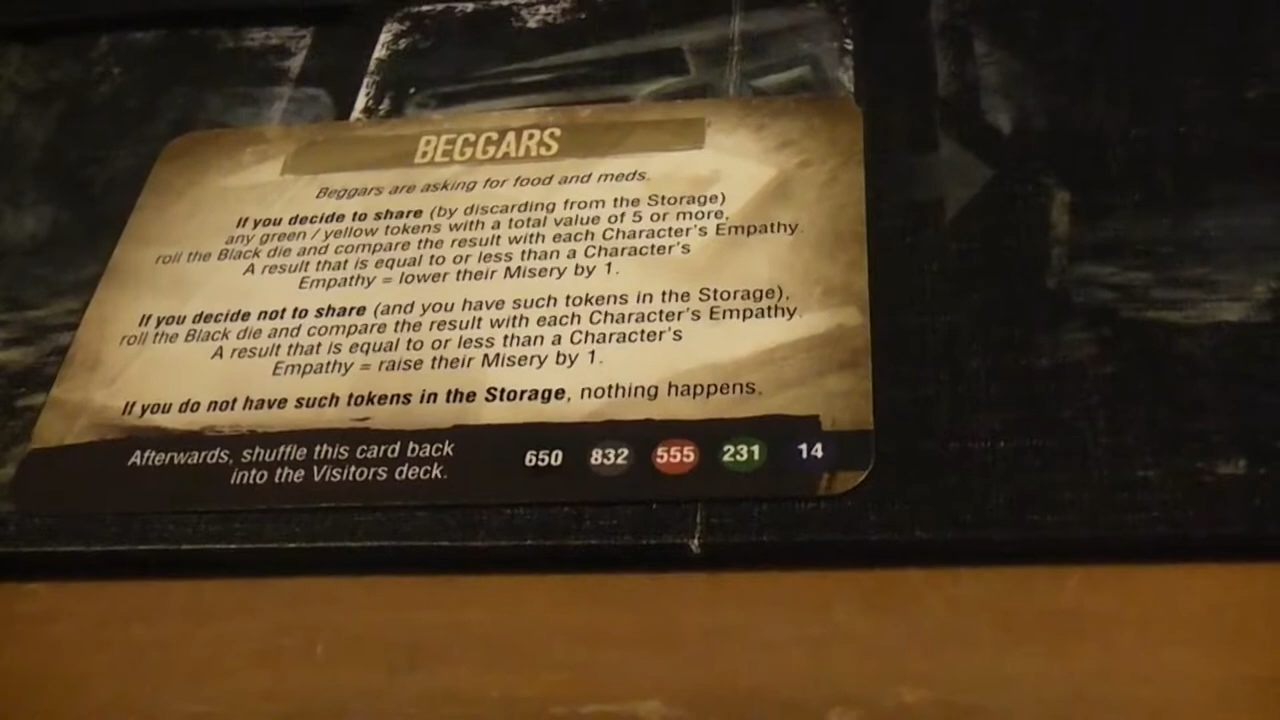 BEGGARS
Beggars are asking for food and meds.
If you decide to share (by discarding from the Storage)
any green / yellow tokens with a total value of 5 or more,
roll the Black die and compare the result with each Character's Empathy.
A result that is equal to or less than a Character's
Empathy = lower their Misery by 1.
If you decide not to share (and you have such tokens in the Storage),
roll the Black die and compare the result with each Character's Empathy.
A result that is equal to or less than a Character's
Empathy = raise their Misery by 1.
If you do not have such tokens in the Storage, nothing happens.
Afterwards, shuffle this card back
into the Visitors deck.
650 832 555 231 14